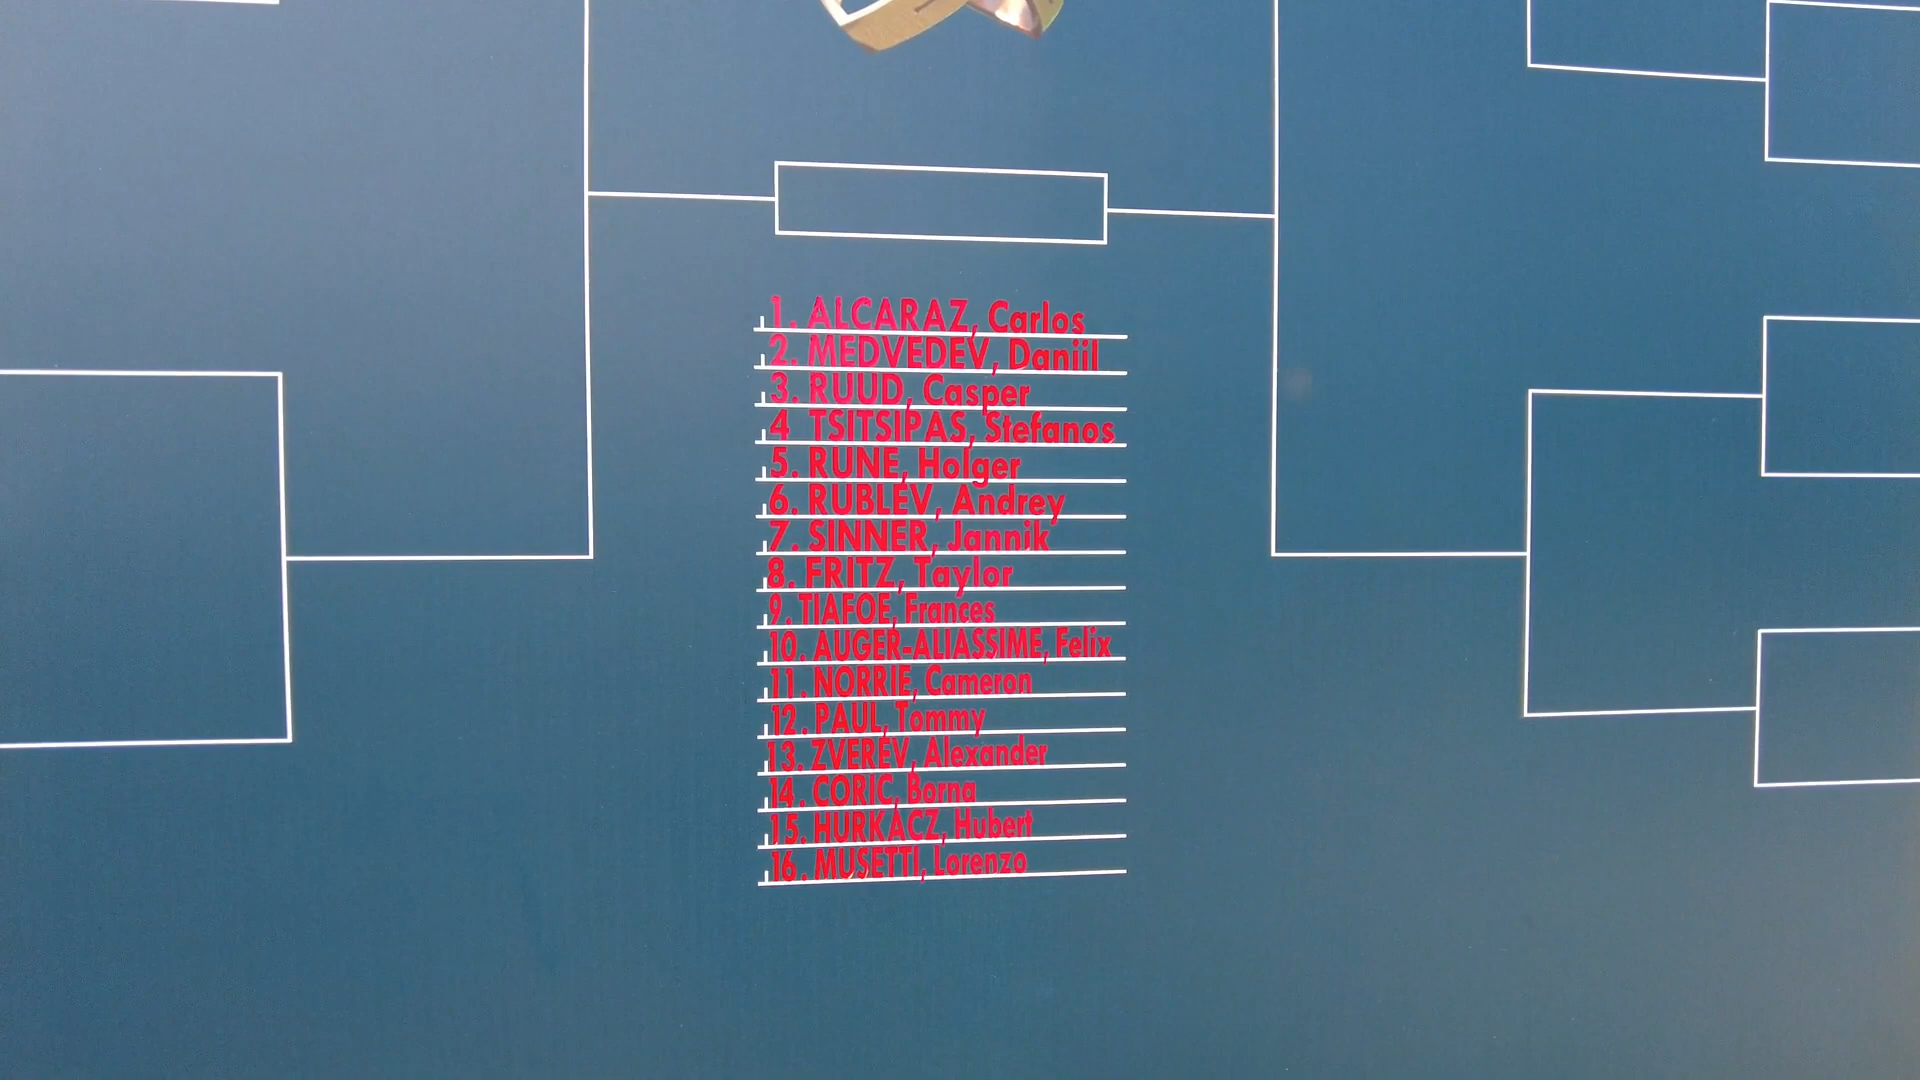 1. ALCARAZ, Carlos
2. MEDVEDEV, Daniil
3. RUUD, Casper
4 TSITSIPAS, Stefanos
5. RUNE, Holger
6. RUBLEV, Andrey
7. SINNER, Jannik
8. FRITZ, Taylor
9. TIAFOE, Frances
10. AUGER-ALIASSIME, Felix
11. NORRIE, Cameron
12. PAUL, Tommy
13. ZVEREV, Alexander
14. CORIC, Borna
15. HURKACZ, Hubert
16. MUSETTI, Lorenzo